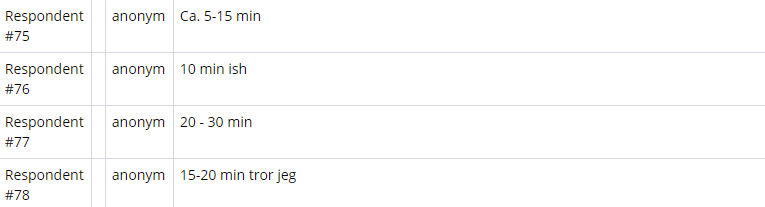 Respondent #75 anonym Ca. 5-15 min
Respondent #76 anonym 10 min ish
Respondent #77 anonym 20 - 30 min
Respondent #78 anonym 15-20 min tror jeg